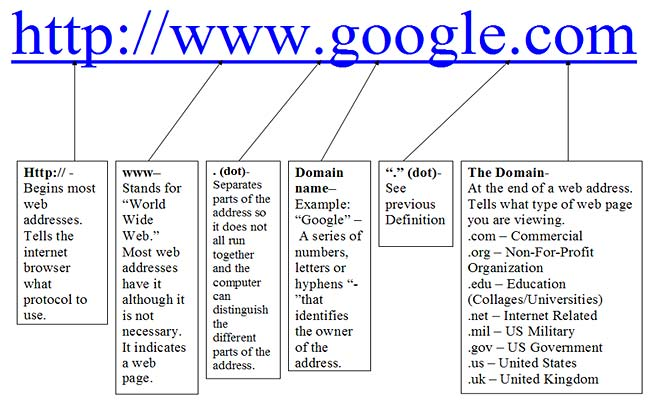 http://www.google.com
Http:// -
Begins most
web
addresses.
Tells the
internet
browser
what
protocol to
use.
www–
Stands for
“World
Wide
Web.”
Most web
addresses
have it
although it
is not
necessary.
It indicates
a web
page.
. (dot)-
Separates
parts of the
address so
it does not
all run
together
and the
computer
can
distinguish
the
different
parts of the
address.
Domain
name–
Example:
“Google” –
A series of
numbers,
letters or
hyphens “-
”that
identifies
the owner
of the
address.
“.” (dot)-
See
previous
Definition
The Domain-
At the end of a web address.
Tells what type of web page
you are viewing.
.com – Commercial
.org – Non-For-Profit
Organization
.edu – Education
(Collages/Universities)
.net – Internet Related
.mil – US Military
.gov – US Government
.us – United States
.uk – United Kingdom